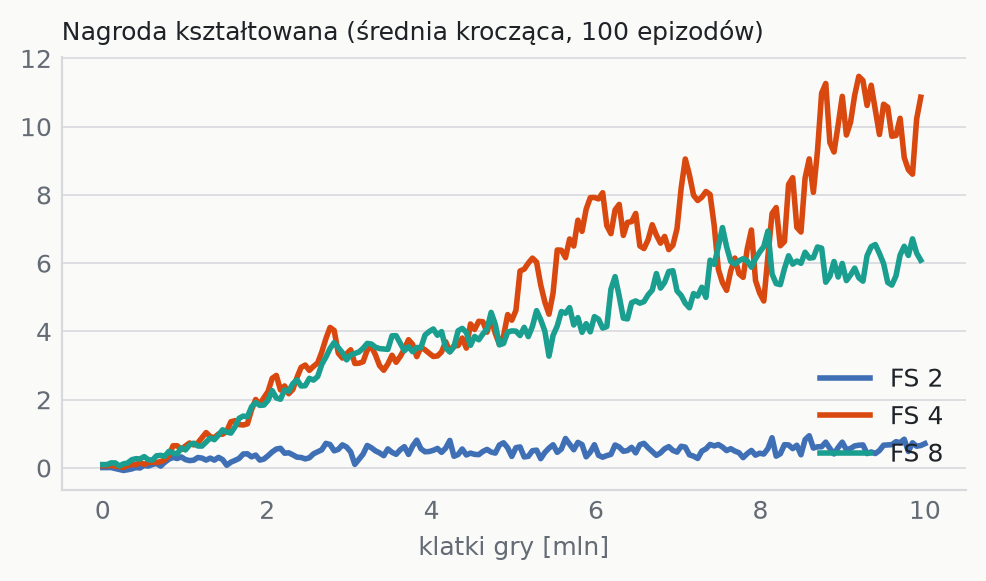 Nagroda kształtowana (średnia krocząca, 100 epizodów)
12
10
8
6
4
2
0
FS 2
FS 4
FS 8
0 2 4 6 8 10
klatki gry [mln]